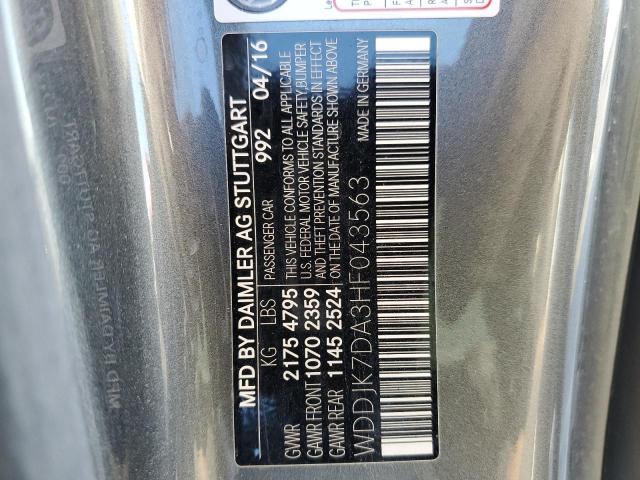 MFD BY DAIMLER AG STUTTGART
992 04/16
KG LBS PASSENGER CAR
GVWR 2175 4795 THIS VEHICLE CONFORMS TO ALL APPLICABLE
U.S. FEDERAL MOTOR VEHICLE SAFETY,BUMPER
GAWR FRONT 1070 2359 AND THEFT PREVENTION STANDARDS IN EFFECT
GAWR REAR 1145 2524 ON THE DATE OF MANUFACTURE SHOWN ABOVE
WDDJK7DA3HF043563 MADE IN GERMANY